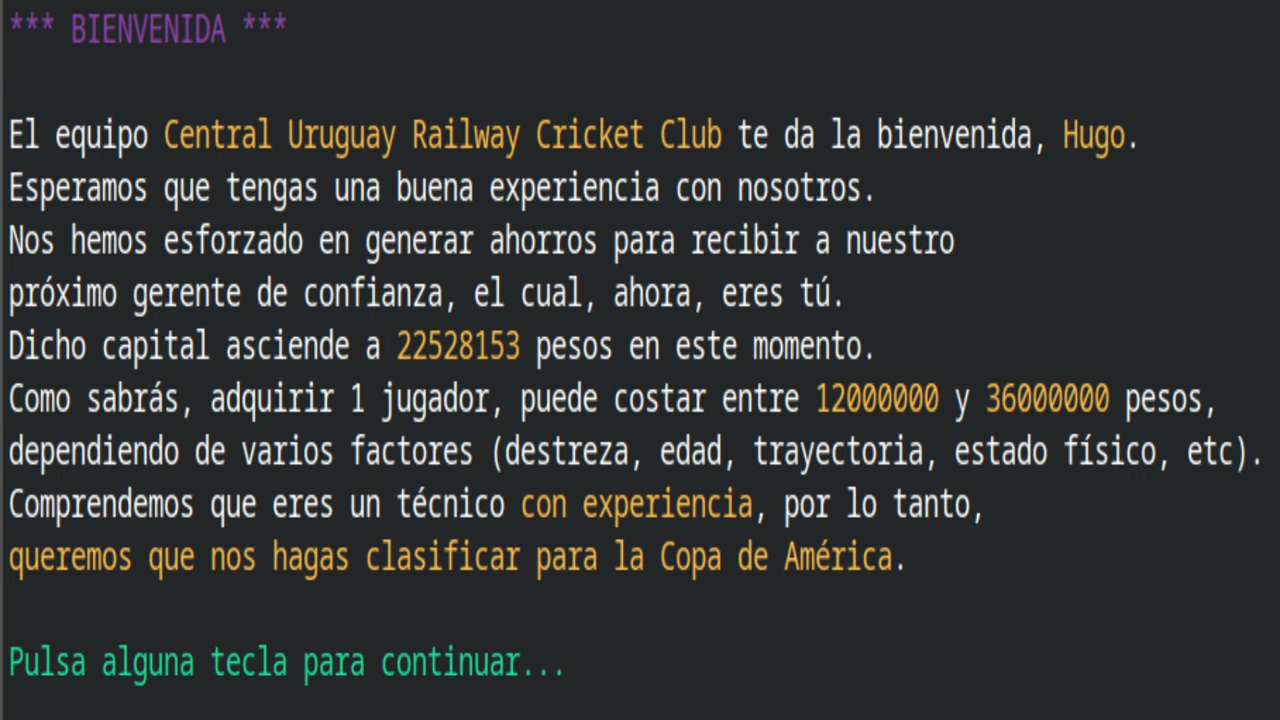 *** BIENVENIDA ***
El equipo Central Uruguay Railway Cricket Club te da la bienvenida, Hugo.
Esperamos que tengas una buena experiencia con nosotros.
Nos hemos esforzado en generar ahorros para recibir a nuestro
próximo gerente de confianza, el cual, ahora, eres tú.
Dicho capital asciende a 22528153 pesos en este momento.
Como sabrás, adquirir 1 jugador, puede costar entre 12000000 y 36000000 pesos,
dependiendo de varios factores (destreza, edad, trayectoria, estado físico, etc).
Comprendemos que eres un técnico con experiencia, por lo tanto,
queremos que nos hagas clasificar para la Copa de América.
Pulsa alguna tecla para continuar...